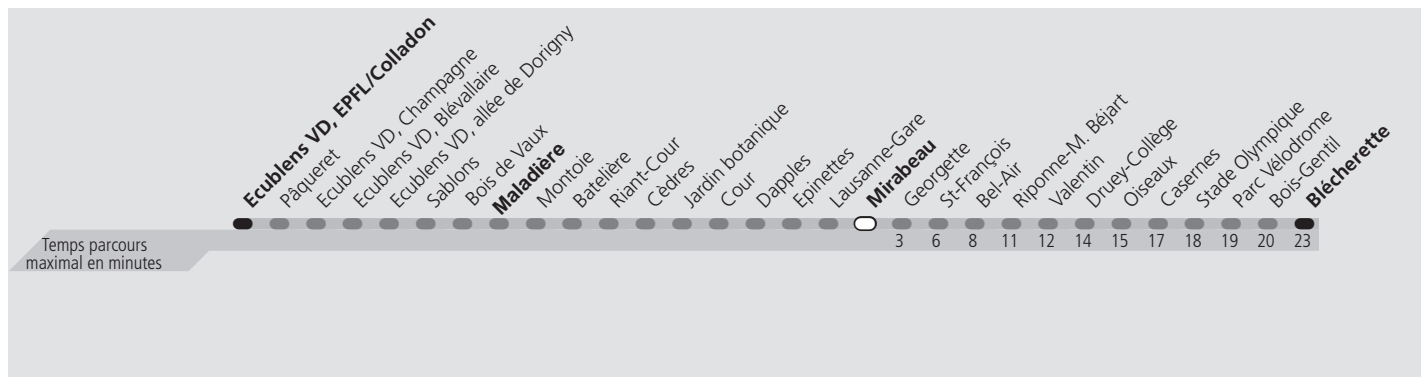 Ecublens VD, EPFL/Colladon
Pâqueret
Ecublens VD, Champagne
Ecublens VD, Blévallaire
Ecublens VD, allée de Dorigny
Sablons
Bois de Vaux
Maladière
Montoie
Batelière
Riant-Cour
Cèdres
Jardin botanique
Cour
Dapples
Epinettes
Lausanne-Gare
Mirabeau
Georgette
St-François
Bel-Air
Riponne-M. Béjart
Valentin
Druey-Collège
Oiseaux
Casernes
Stade Olympique
Parc Vélodrome
Bois-Gentil
Blécherette
Temps parcours
maximal en minutes
3 6 8 11 12 14 15 17 18 19 20 23